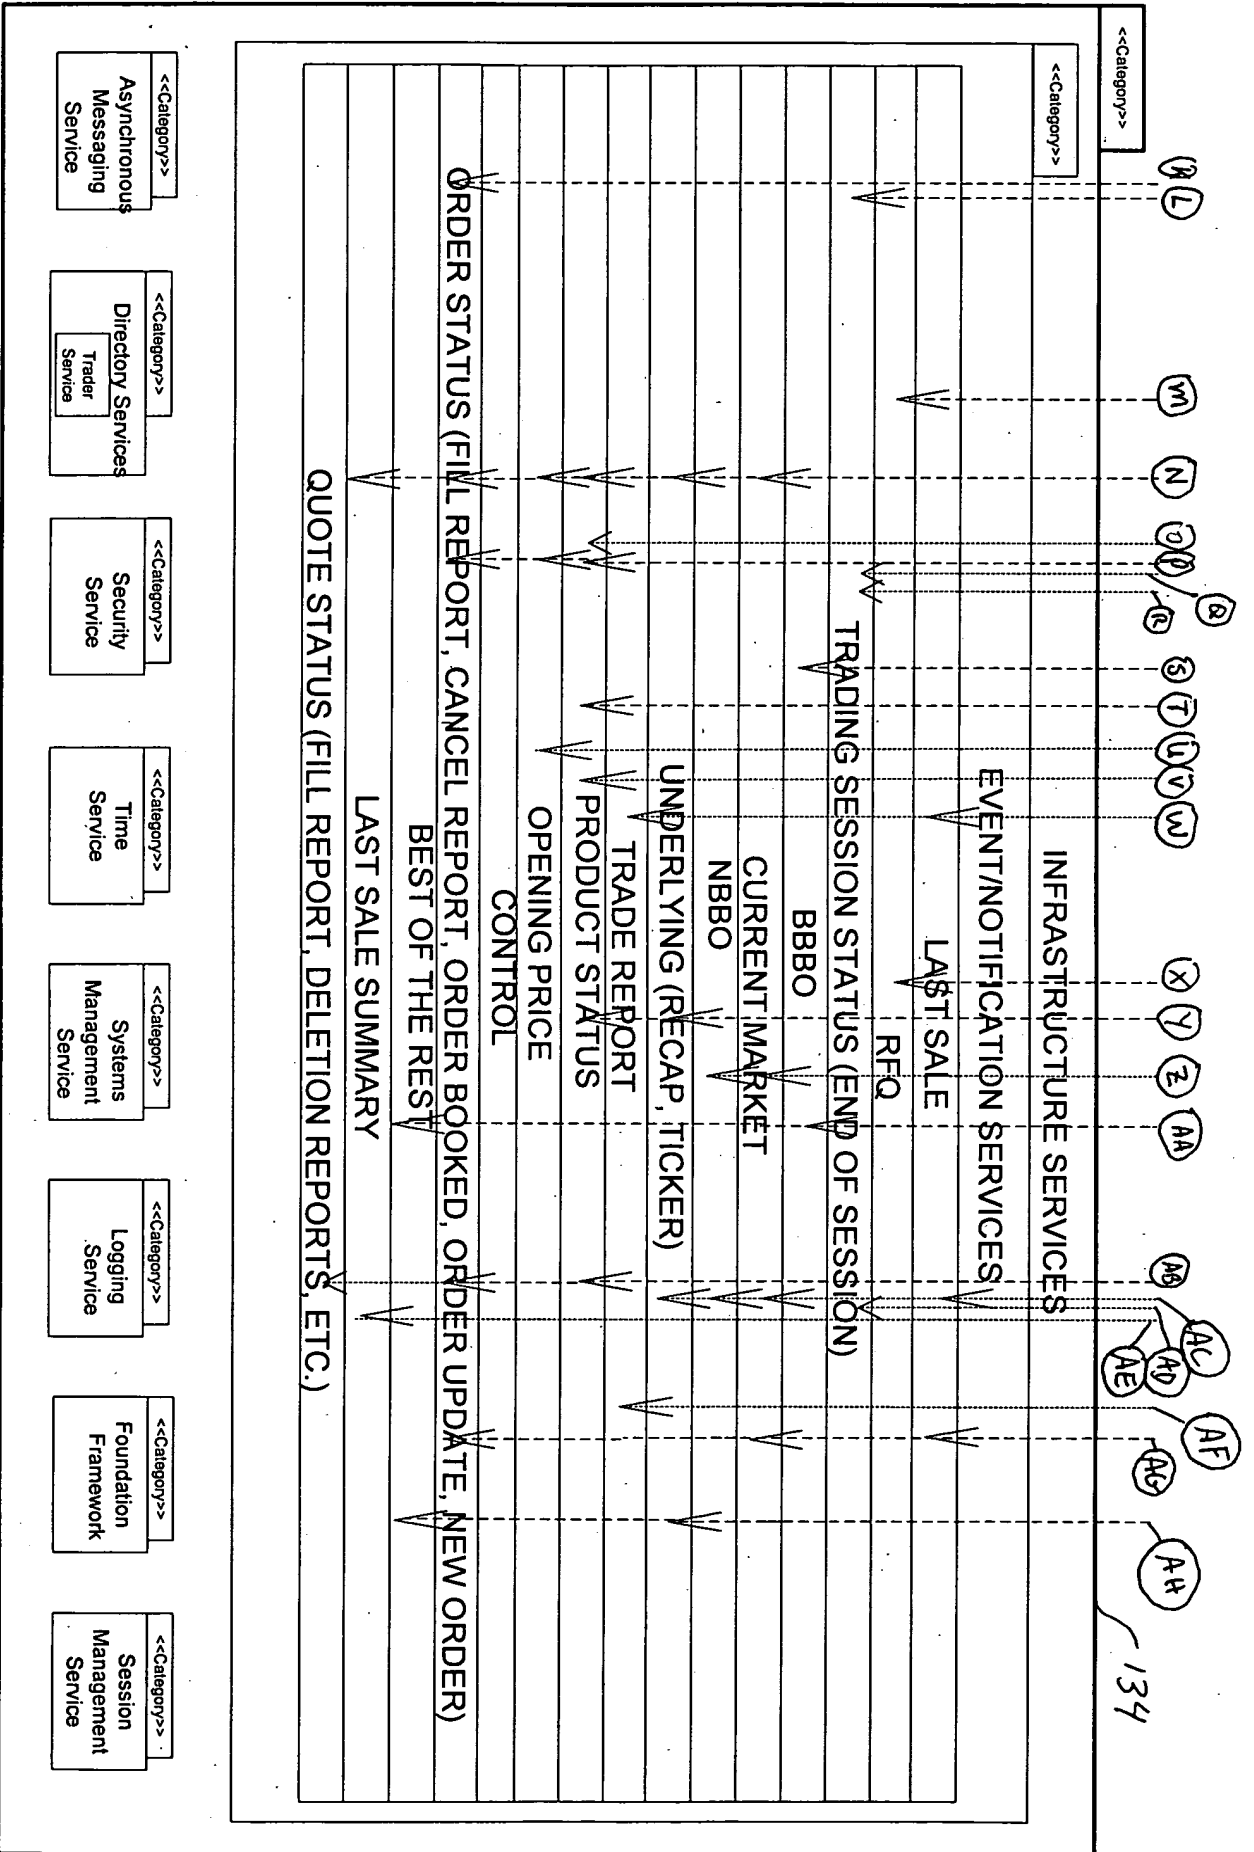 K
L
m
N
O
P
Q
R
S
T
U
V
W
X
Y
Z
AA
AB
AC
AD
AE
AF
AG
AH
134
<<Category>>
<<Category>>
INFRASTRUCTURE SERVICES
EVENT/NOTIFICATION SERVICES
LAST SALE
RFQ
TRADING SESSION STATUS (END OF SESSION)
BBBO
CURRENT MARKET
NBBO
UNDERLYING (RECAP, TICKER)
TRADE REPORT
PRODUCT STATUS
OPENING PRICE
CONTROL
ORDER STATUS (FILL REPORT, CANCEL REPORT, ORDER BOOKED, ORDER UPDATE, NEW ORDER)
BEST OF THE REST
LAST SALE SUMMARY
QUOTE STATUS (FILL REPORT, DELETION REPORTS, ETC.)
<<Category>>
Asynchronous
Messaging
Service
<<Category>>
Directory Services
Trader
Service
<<Category>>
Security
Service
<<Category>>
Time
Service
<<Category>>
Systems
Management
Service
<<Category>>
Logging
Service
<<Category>>
Foundation
Framework
<<Category>>
Session
Management
Service